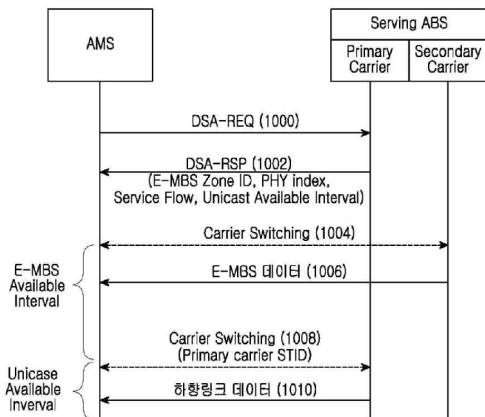 AMS
Serving ABS
Primary
Carrier
Secondary
Carrier
DSA-REQ (1000)
DSA-RSP (1002)
(E-MBS Zone ID, PHY index,
Service Flow, Unicast Available Interval)
Carrier Switching (1004)
E-MBS
Available
Interval
E-MBS 데이터 (1006)
Carrier Switching (1008)
(Primary carrier STID)
Unicase
Available
Inverval
하향링크 데이터 (1010)